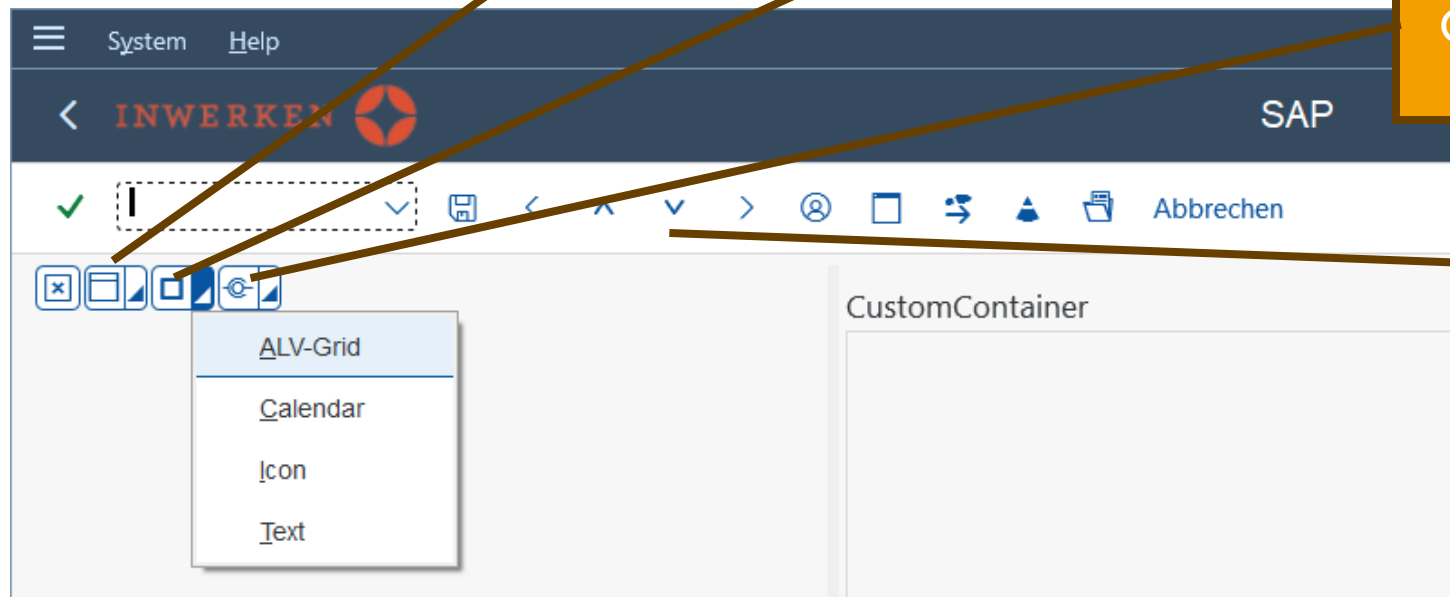 System Help
INWERKEN
SAP
Abbrechen
CustomContainer
ALV-Grid
Calendar
Icon
Text